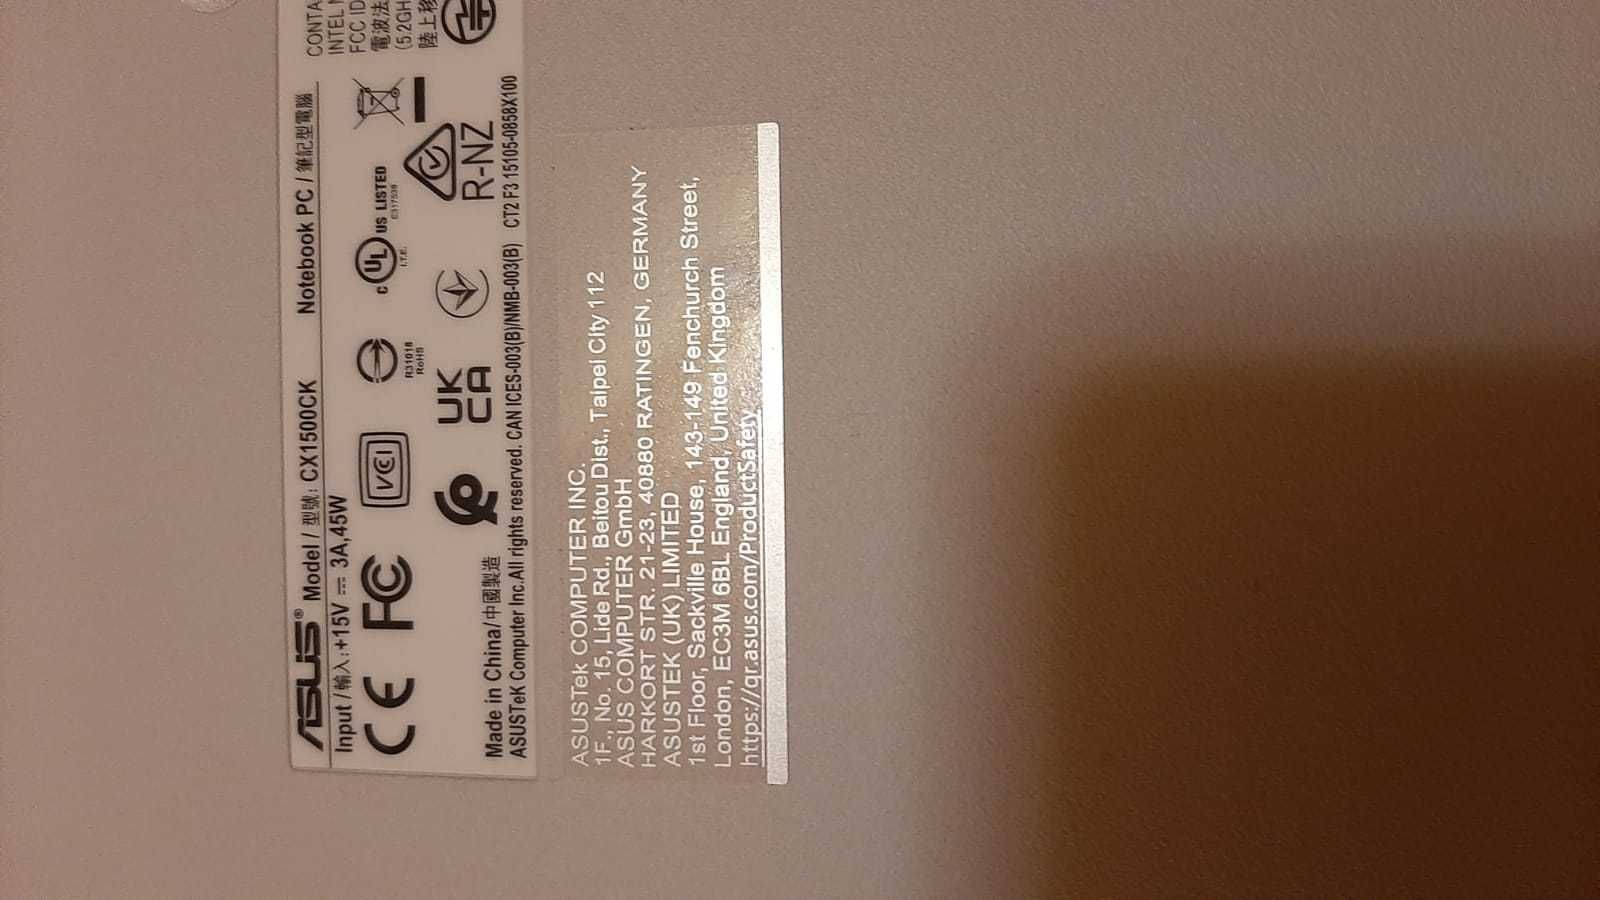 ASUS® Model / 型號: CX1500CK Notebook PC / 筆記型電腦
Input / 輸入: +15V ⎓ 3A, 45W
CONTA
INTEL
FCC ID
電波法
(5.2GH
陸上移
CE FC VCI R31018 RoHS c UL US LISTED I.T.E.
UK CA R-NZ
Made in China/中國製造
ASUSTeK Computer Inc.All rights reserved. CAN ICES-003(B)/NMB-003(B) CT2 F3 15105-0858X100
ASUSTek COMPUTER INC.
1F., No. 15, Lide Rd., Beitou Dist., Taipei City 112
ASUS COMPUTER GmbH
HARKORT STR. 21-23, 40880 RATINGEN, GERMANY
ASUSTEK (UK) LIMITED
1st Floor, Sackville House, 143-149 Fenchurch Street,
London, EC3M 6BL England, United Kingdom
https://qr.asus.com/ProductSafety